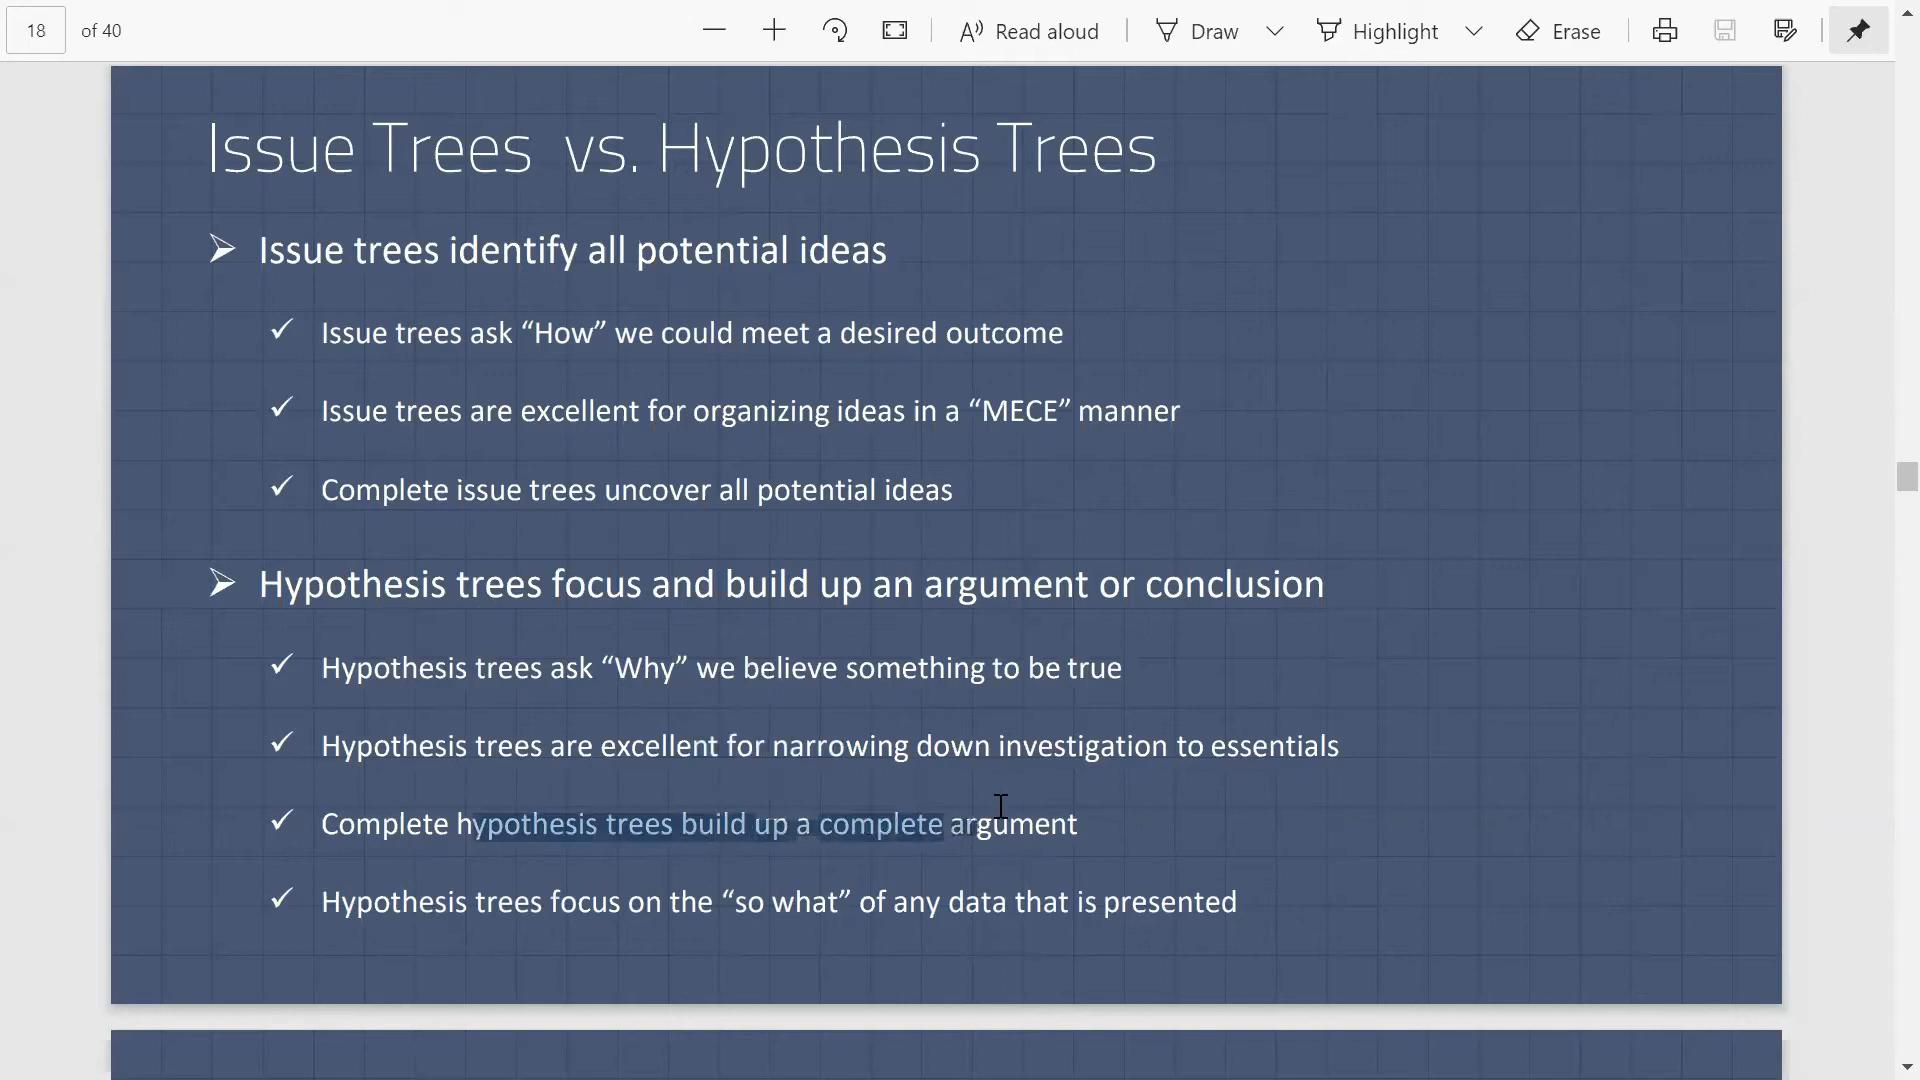 18 of 40 Read aloud Draw Highlight Erase
Issue Trees vs. Hypothesis Trees
Issue trees identify all potential ideas
Issue trees ask “How” we could meet a desired outcome
Issue trees are excellent for organizing ideas in a “MECE” manner
Complete issue trees uncover all potential ideas
Hypothesis trees focus and build up an argument or conclusion
Hypothesis trees ask “Why” we believe something to be true
Hypothesis trees are excellent for narrowing down investigation to essentials
Complete hypothesis trees build up a complete argument
Hypothesis trees focus on the “so what” of any data that is presented